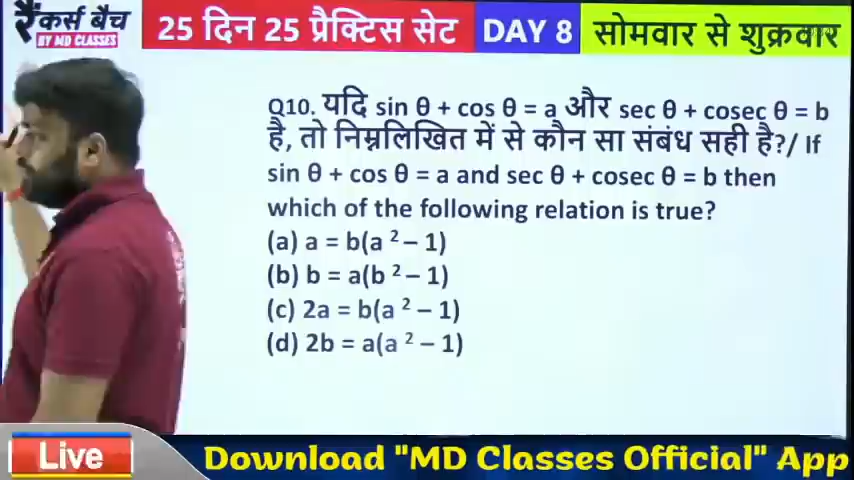 रैंकर्स बैच
BY MD CLASSES
25 दिन 25 प्रैक्टिस सेट
DAY 8
सोमवार से शुक्रवार
Q10. यदि sin θ + cos θ = a और sec θ + cosec θ = b
है, तो निम्नलिखित में से कौन सा संबंध सही है?/ If
sin θ + cos θ = a and sec θ + cosec θ = b then
which of the following relation is true?
(a) a = b(a ² – 1)
(b) b = a(b ² – 1)
(c) 2a = b(a ² – 1)
(d) 2b = a(a ² – 1)
Live
Download "MD Classes Official" App